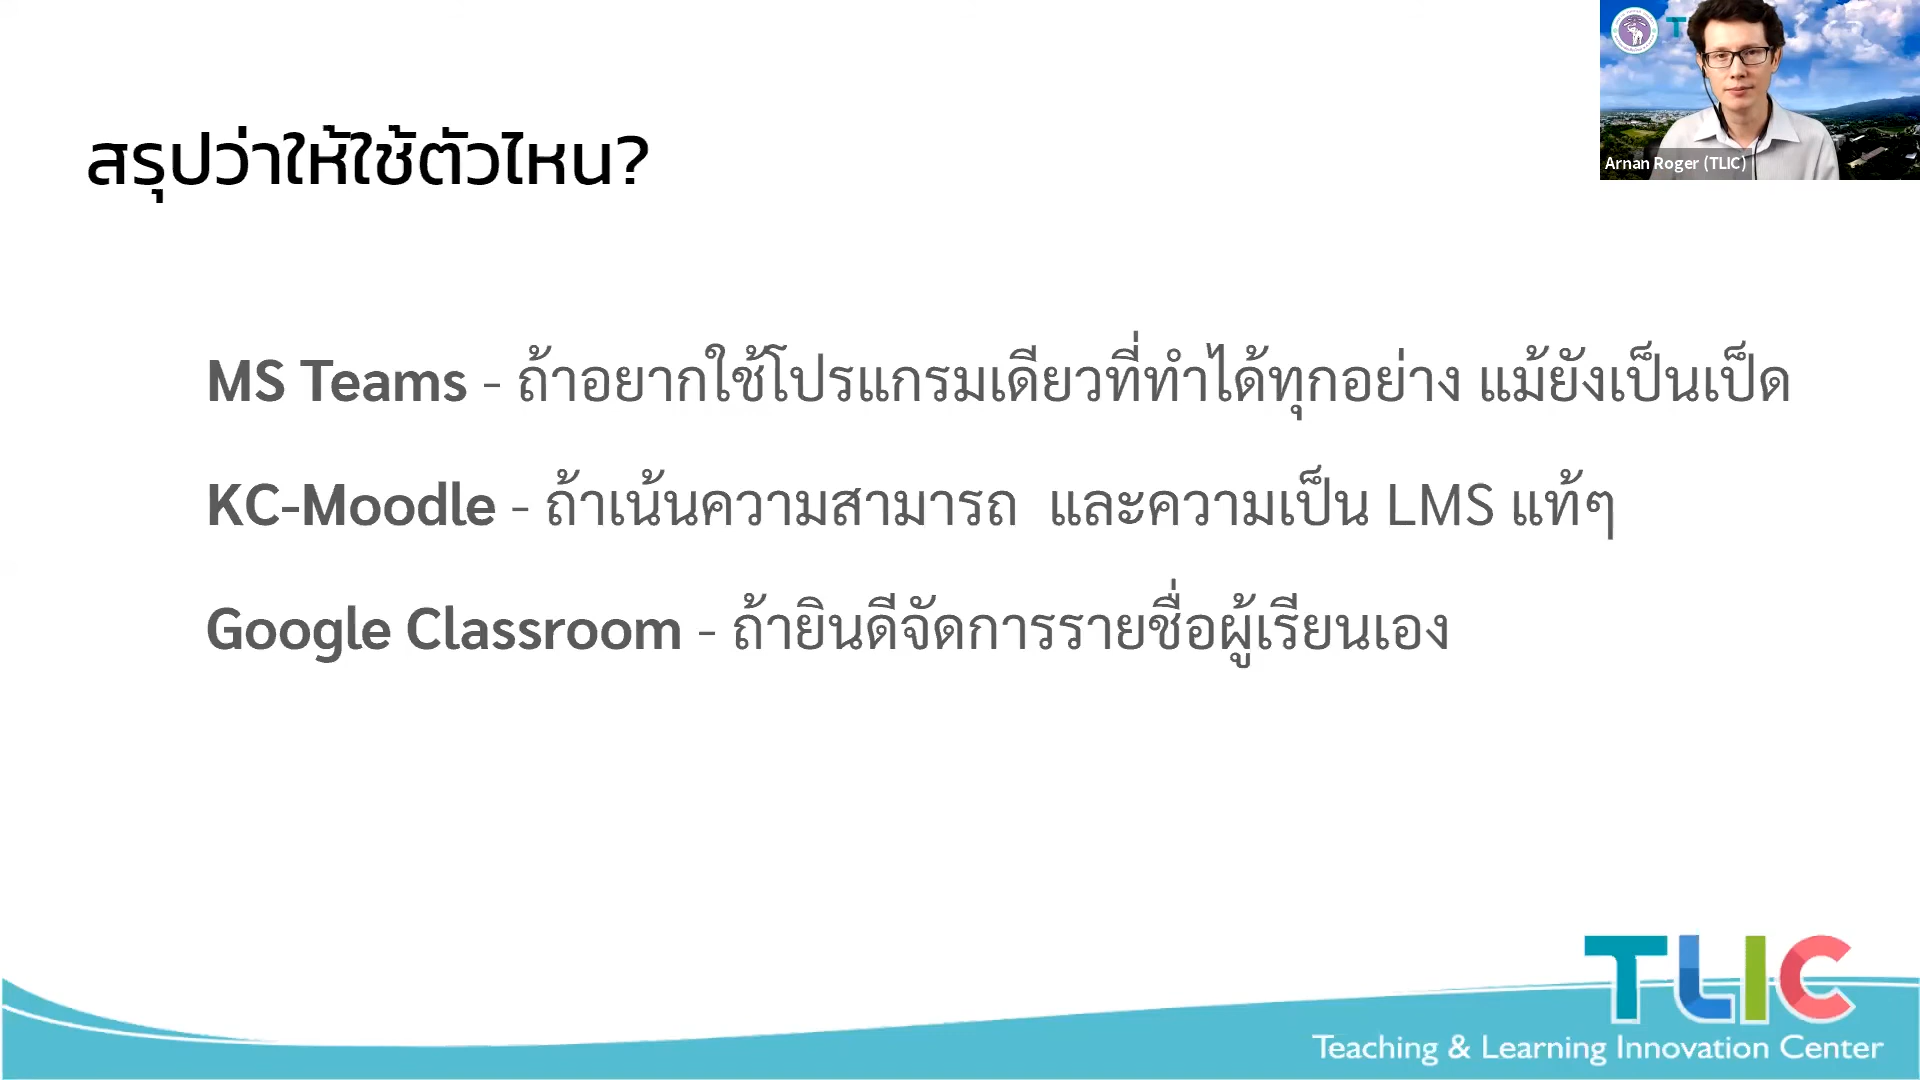 สรุปว่าให้ใช้ตัวไหน?
Arnan Roger (TLIC)
MS Teams - ถ้าอยากใช้โปรแกรมเดียวที่ทำได้ทุกอย่าง แม้ยังเป็นเป็ด
KC-Moodle - ถ้าเน้นความสามารถ และความเป็น LMS แท้ๆ
Google Classroom - ถ้ายินดีจัดการรายชื่อผู้เรียนเอง
TLIC
Teaching & Learning Innovation Center